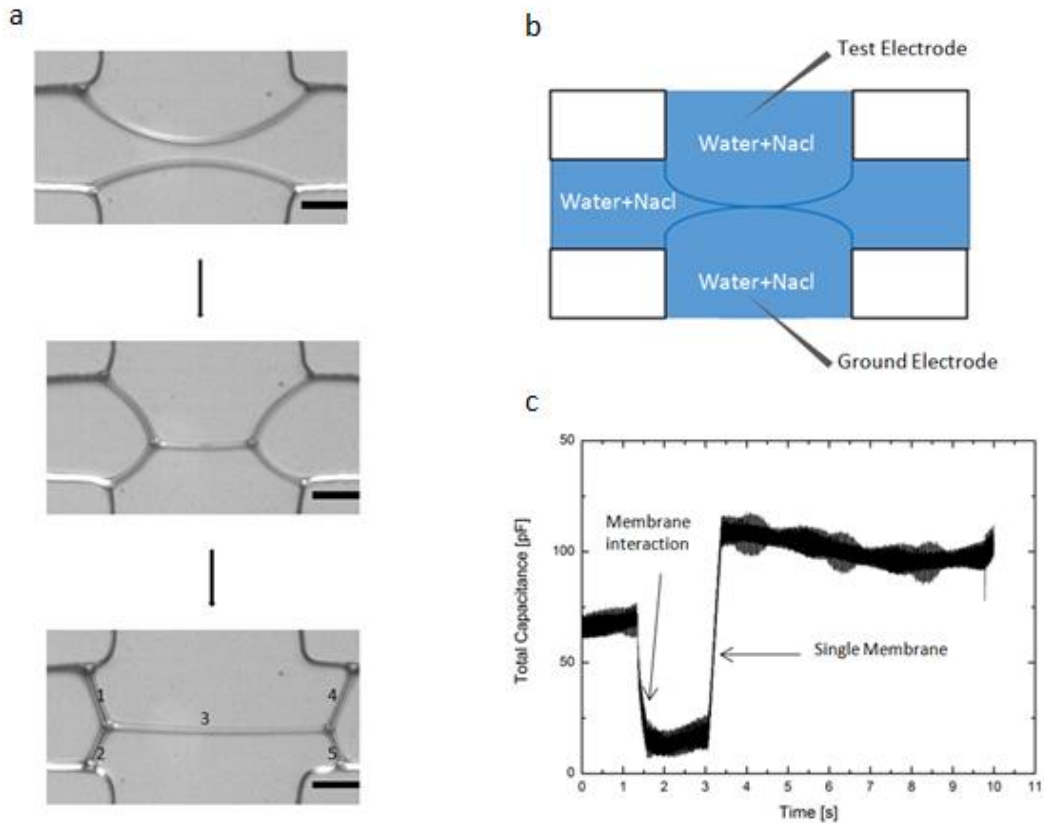 a
1
2
3
4
5
b
Test Electrode
Water+Nacl
Water+Nacl
Water+Nacl
Ground Electrode
c
Total Capacitance [pF]
50
100
50
0
Membrane
interaction
Single Membrane
0 1 2 3 4 5 6 7 8 9 10 11
Time [s]